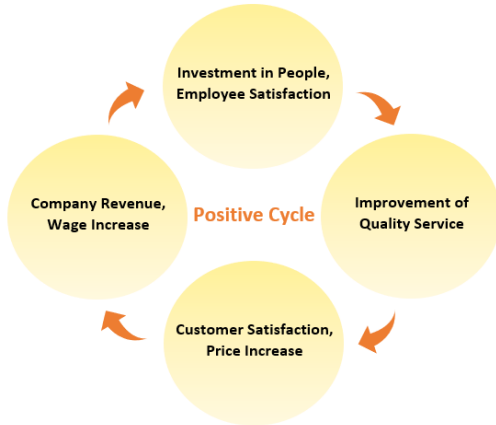 Investment in People,
Employee Satisfaction
Improvement of
Quality Service
Customer Satisfaction,
Price Increase
Company Revenue,
Wage Increase
Positive Cycle